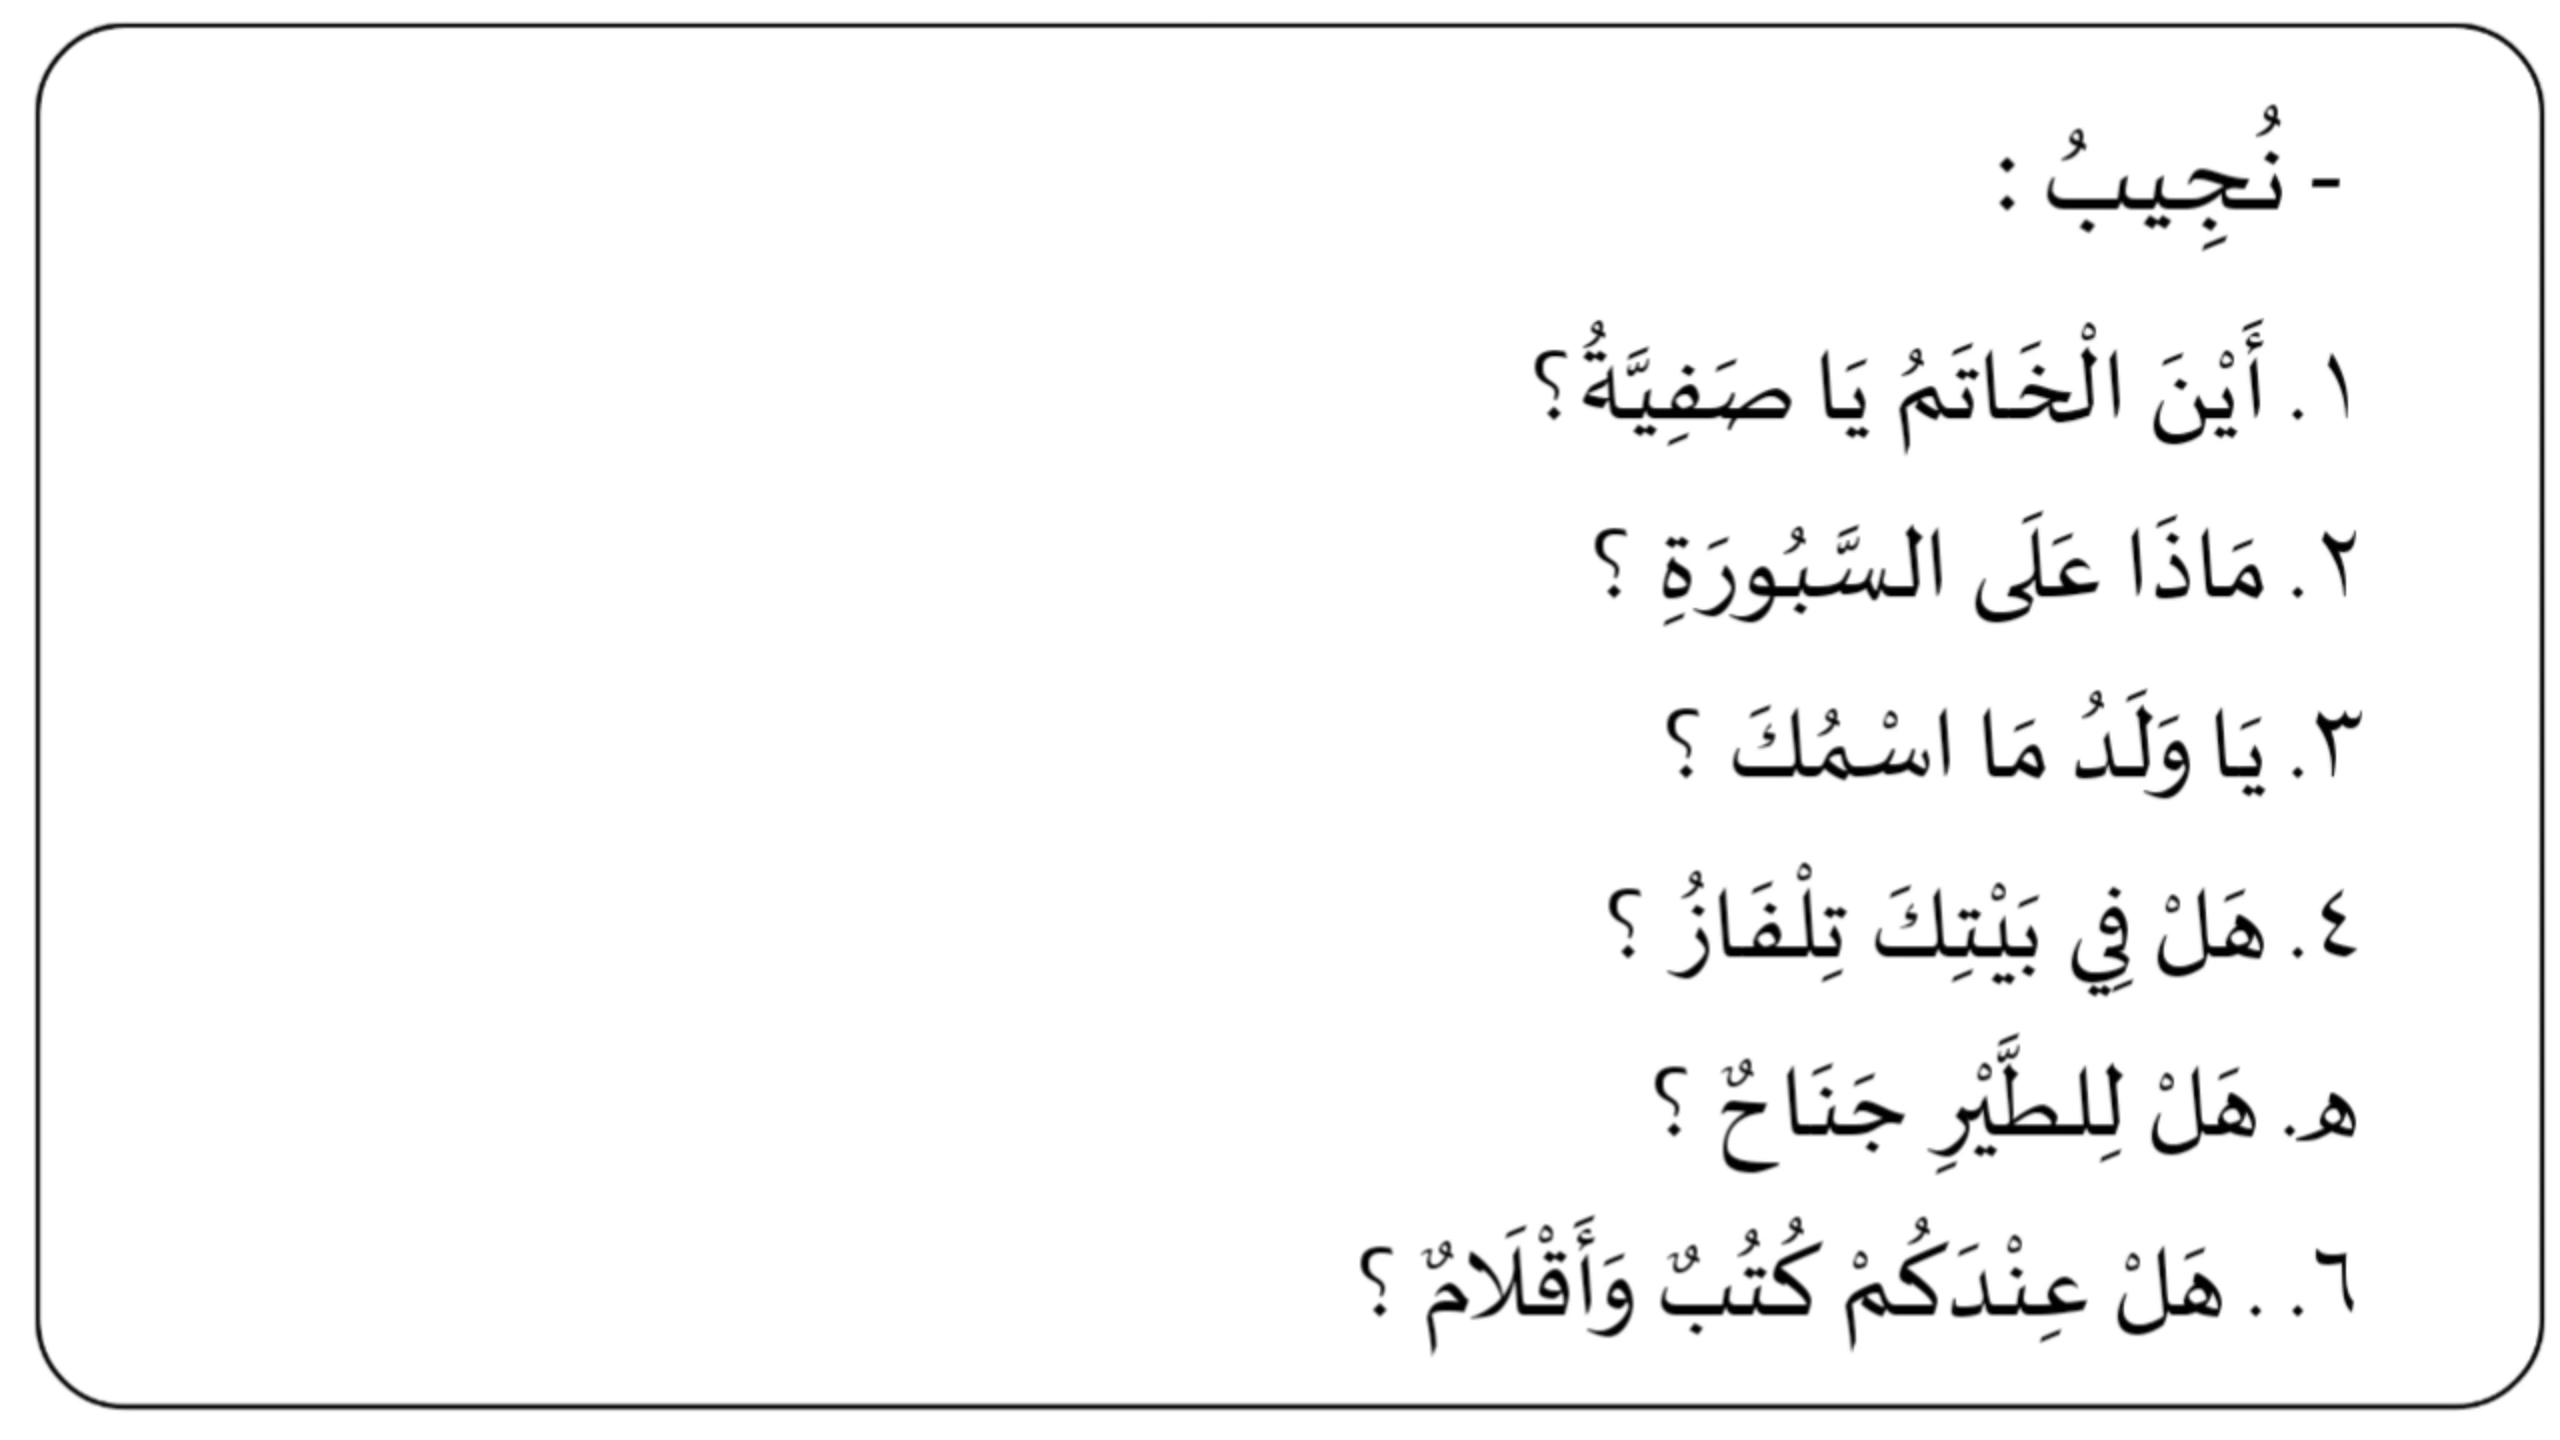 - نُجِيبُ :
١. أَيْنَ الْخَاتَمُ يَا صَفِيَّةُ؟
٢. مَاذَا عَلَى السَّبُورَةِ ؟
٣. يَا وَلَدُ مَا اسْمُكَ ؟
٤. هَلْ فِي بَيْتِكَ تِلْفَازُ ؟
ه. هَلْ لِلطَّيْرِ جَنَاحٌ ؟
٦. . هَلْ عِنْدَكُمْ كُتُبٌ وَأَقْلَامٌ ؟